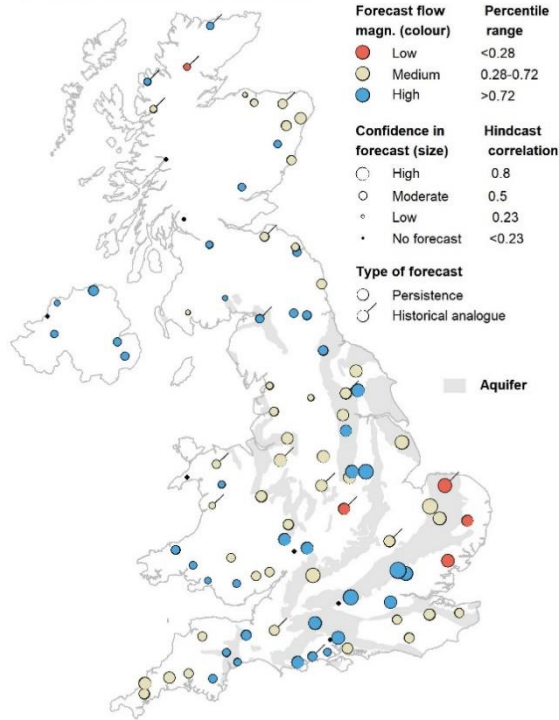 Forecast flow Percentile
magn. (colour) range
Low <0.28
Medium 0.28-0.72
High >0.72
Confidence in Hindcast
forecast (size) correlation
High 0.8
Moderate 0.5
Low 0.23
No forecast <0.23
Type of forecast
Persistence
Historical analogue
Aquifer